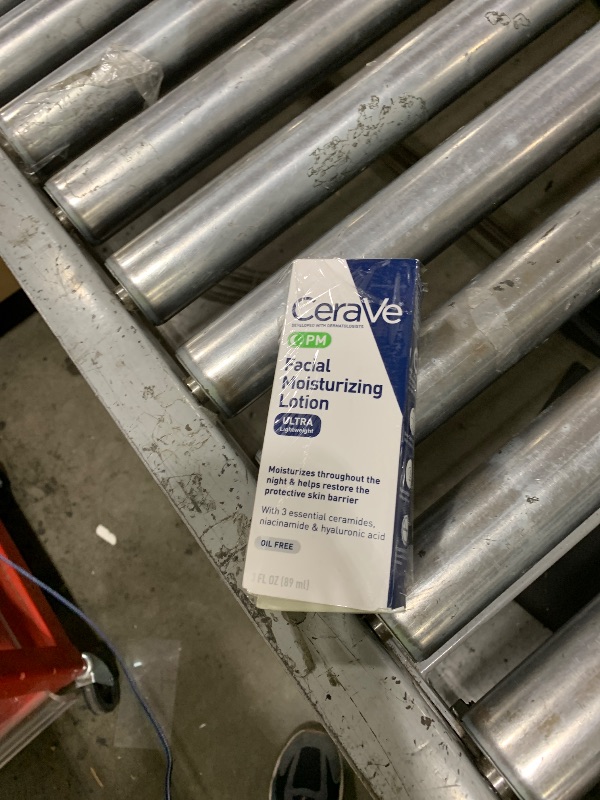 CeraVe
DEVELOPED WITH DERMATOLOGISTS
PM
Facial
Moisturizing
Lotion
ULTRA
Lightweight
Moisturizes throughout the
night & helps restore the
protective skin barrier
With 3 essential ceramides,
niacinamide & hyaluronic acid
OIL FREE
FL OZ (89 ml)